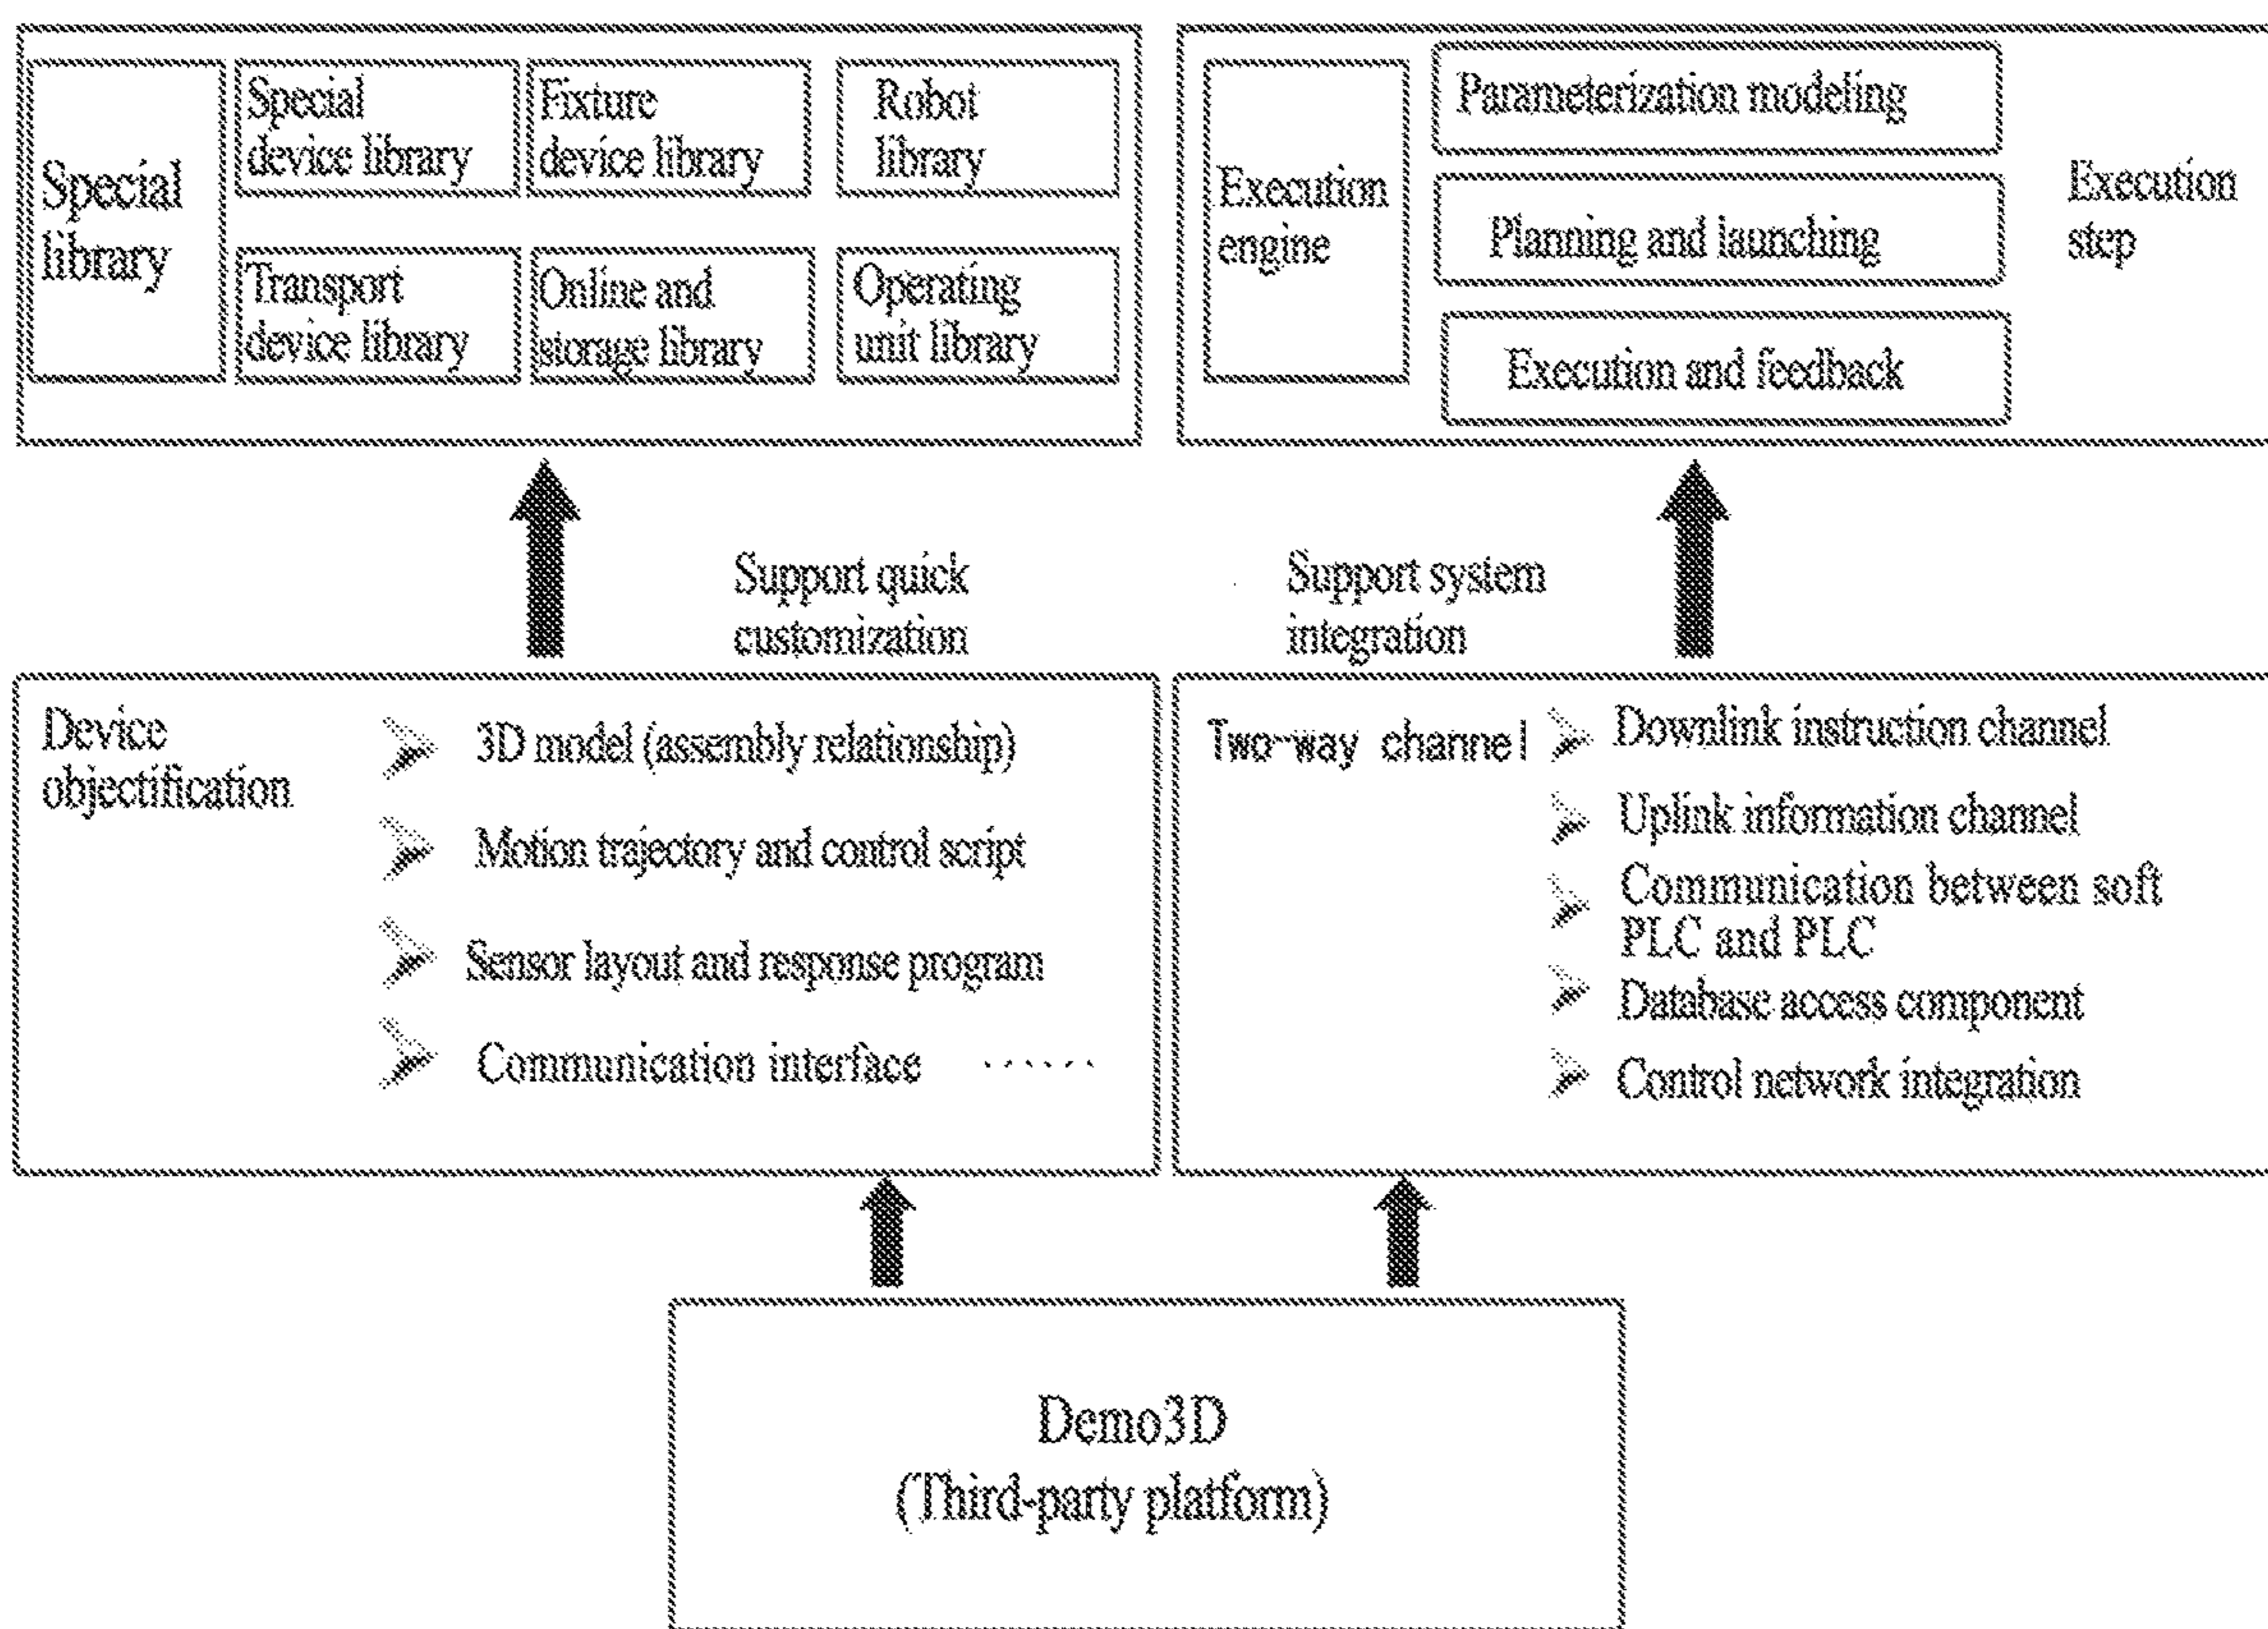 Special
library
Special
device library
Fixture
device library
Robot
library
Transport
device library
Online and
storage library
Operating
unit library
Execution
engine
Parameterization modeling
Planning and launching
Execution and feedback
Execution
step
Support quick
customization
Support system
integration
Device
objectification
3D model (assembly relationship)
Motion trajectory and control script
Sensor layout and response program
Communication interface ······
Two-way channel
Downlink instruction channel
Uplink information channel
Communication between soft
PLC and PLC
Database access component
Control network integration
Demo3D
(Third-party platform)